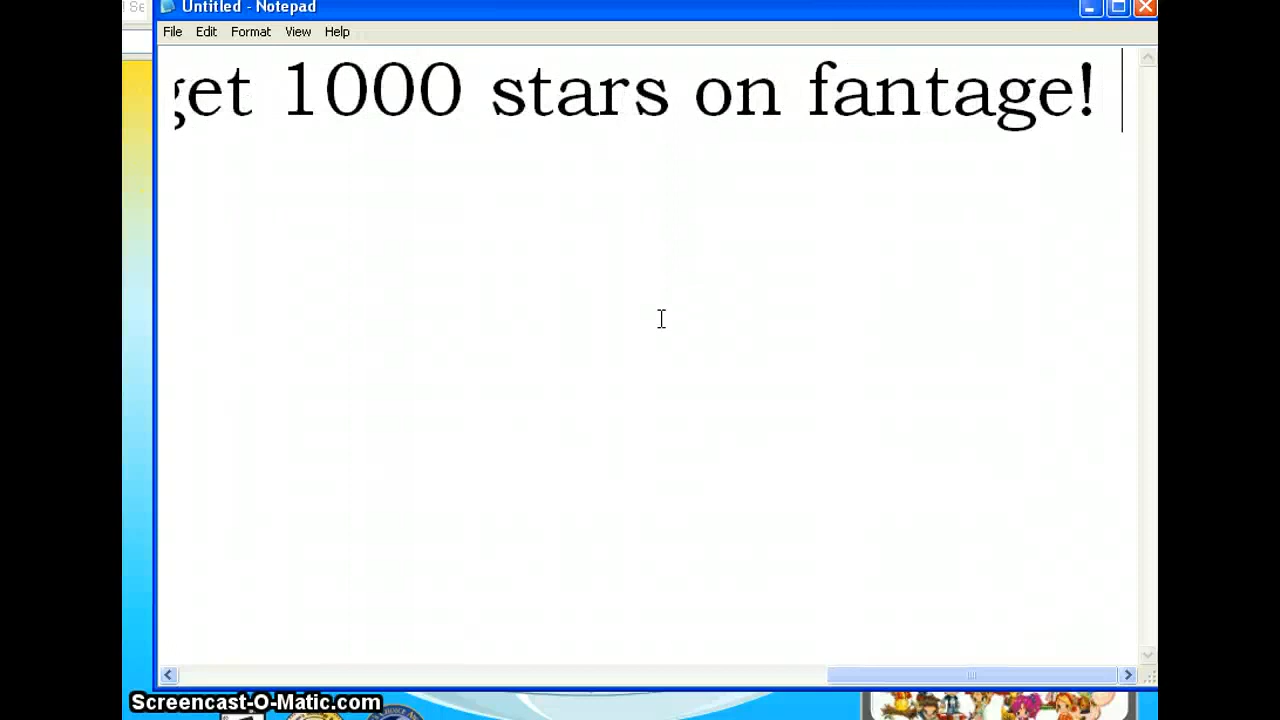 Untitled - Notepad
File Edit Format View Help
get 1000 stars on fantage!
Screencast-O-Matic.com